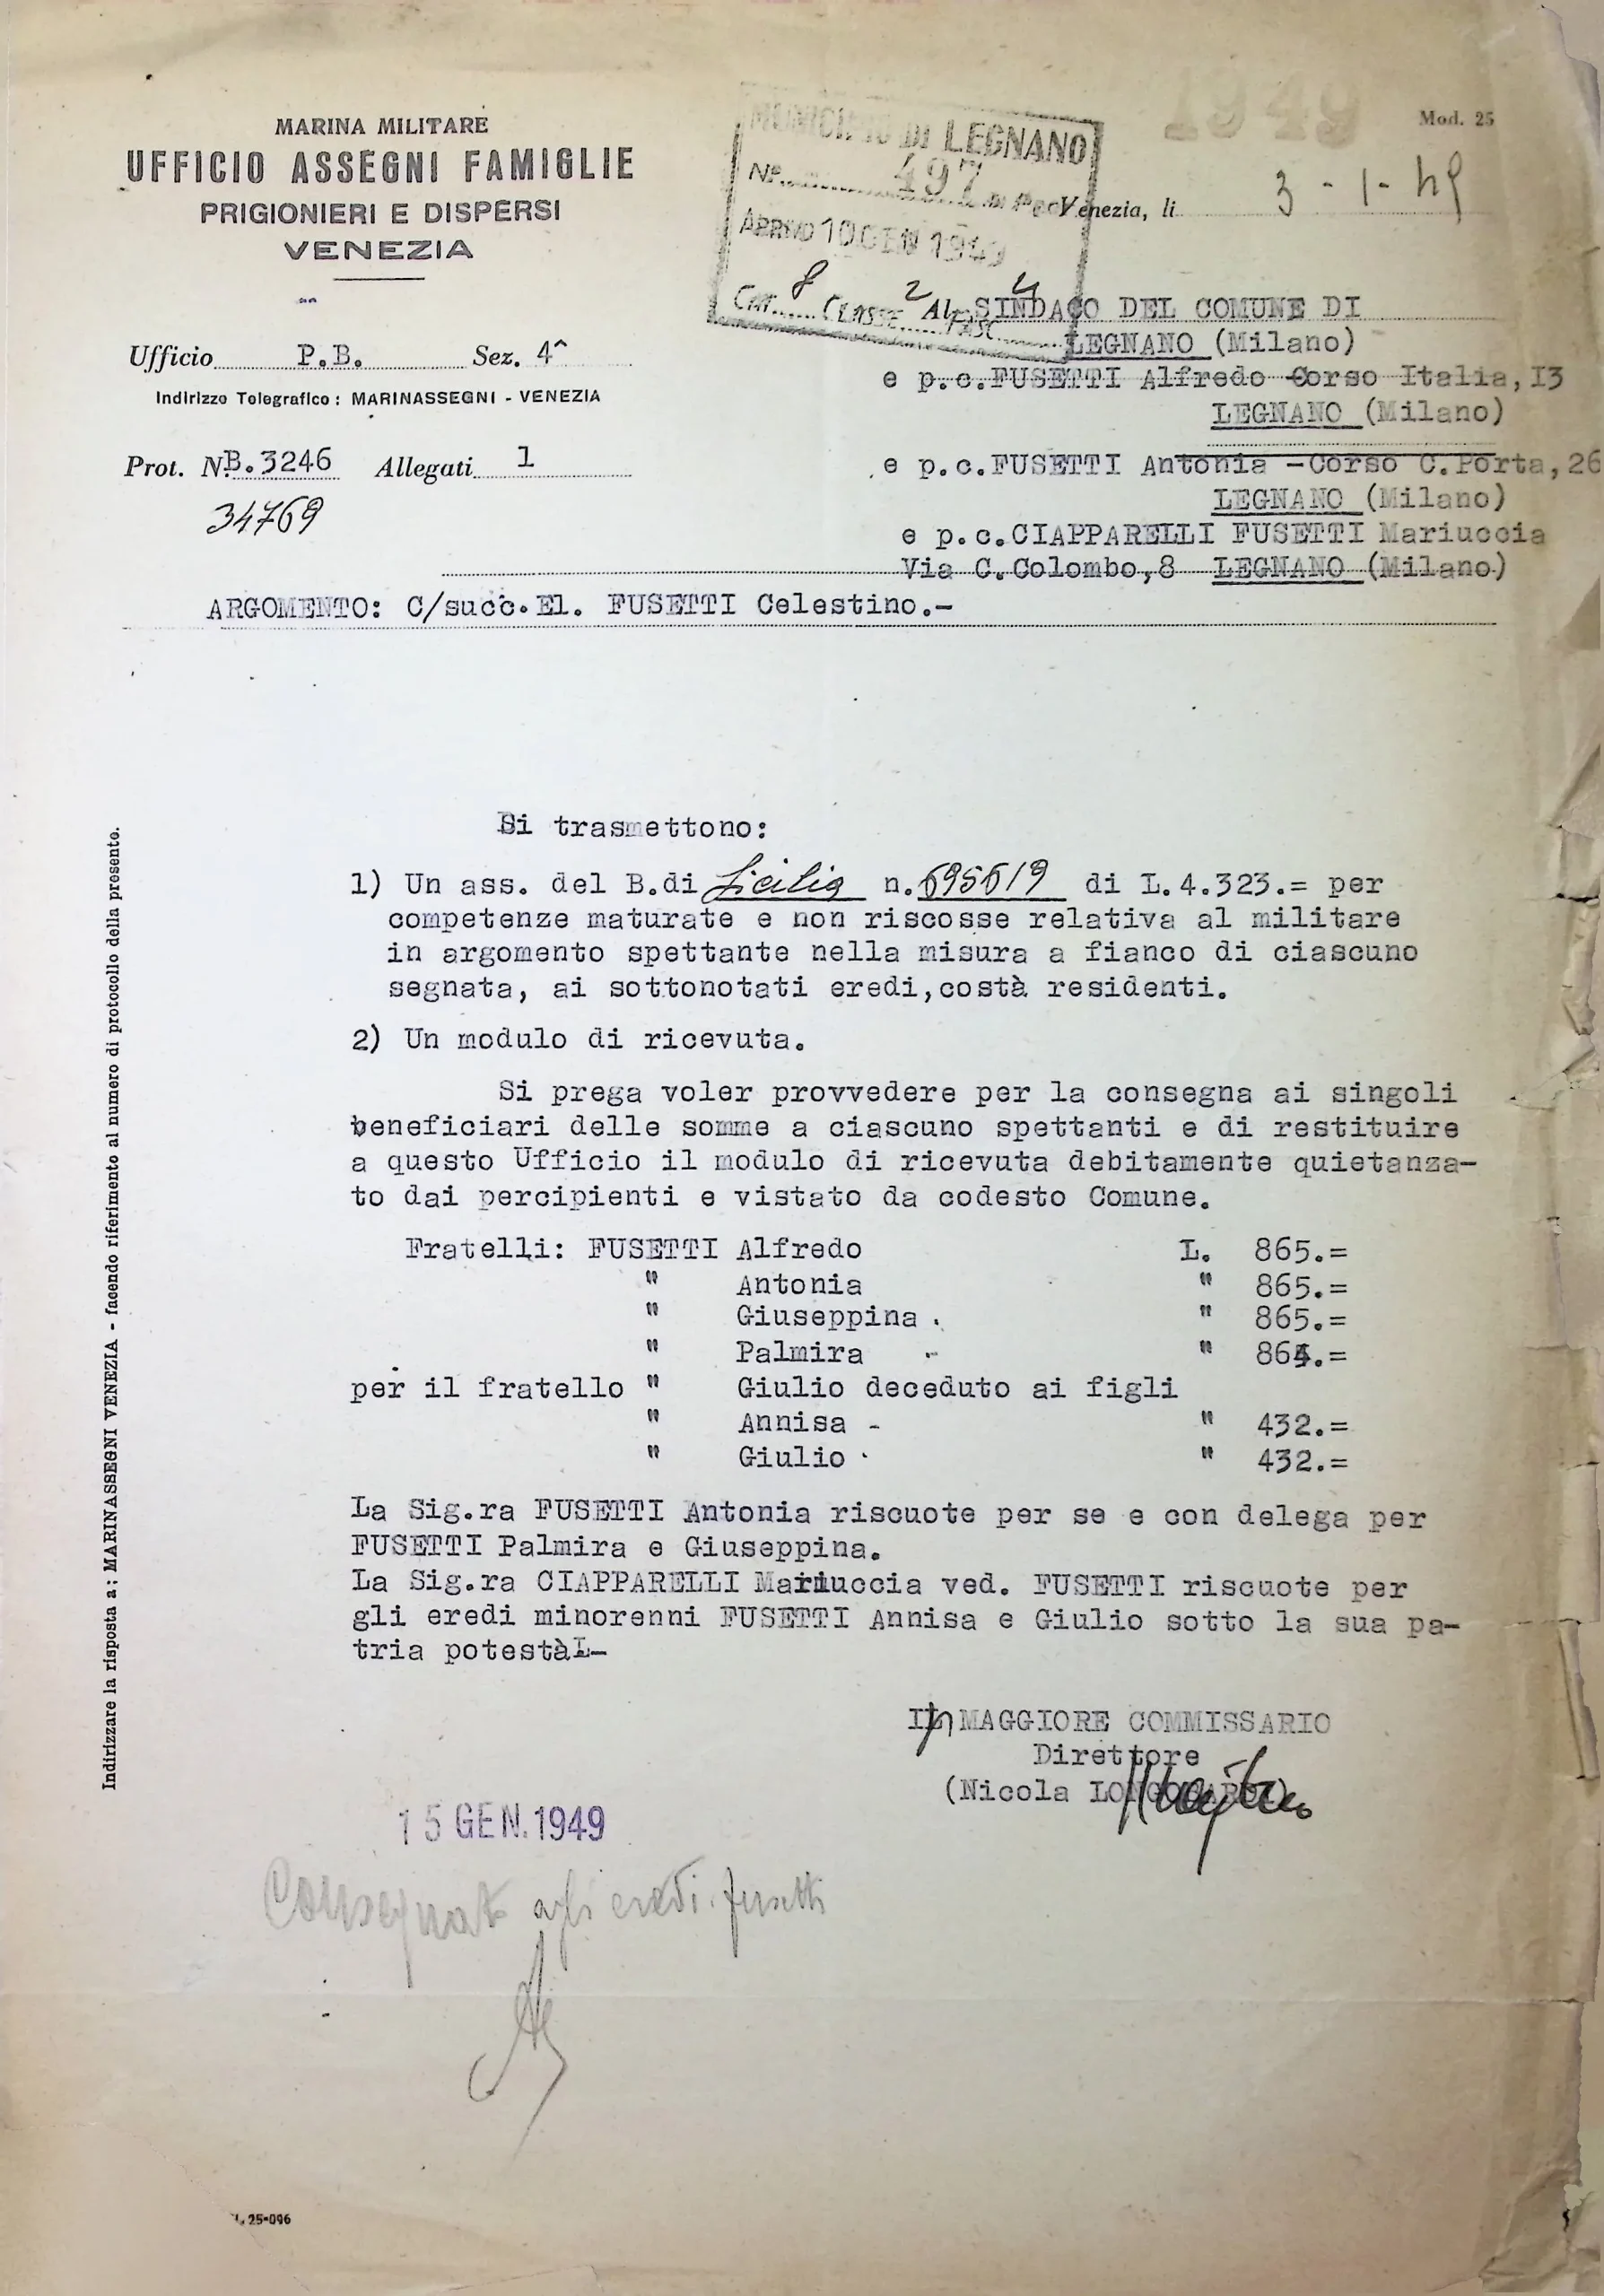 MARINA MILITARE
UFFICIO ASSEGNI FAMIGLIE
PRIGIONIERI E DISPERSI
VENEZIA
Ufficio P.B. Sez. 4^
Indirizzo Telegrafico: MARINASSEGNI - VENEZIA
Prot. NB.3246 Allegati 1
34769
MUNICIPIO DI LEGNANO
No. 497 di Prot.
ARRIVO 10 GEN 1949
CAT. 8 CLASSE 2 FASC. 4
1949
Mod. 25
Venezia, li 3-1-49
Al SINDACO DEL COMUNE DI
LEGNANO (Milano)
e p.c.FUSETTI Alfredo Corso Italia,I3
LEGNANO (Milano)
e p.c.FUSETTI Antonia -Corso C.Porta,26
LEGNANO (Milano)
e p.c.CIAPPARELLI FUSETTI Mariuccia
Via C.Colombo,8 LEGNANO (Milano)
ARGOMENTO: C/succ.El. FUSETTI Celestino.-
Si trasmettono:
1) Un ass. del B.di Sicilia n.695619 di L.4.323.= per
competenze maturate e non riscosse relativa al militare
in argomento spettante nella misura a fianco di ciascuno
segnata, ai sottonotati eredi,costà residenti.
2) Un modulo di ricevuta.
Si prega voler provvedere per la consegna ai singoli
beneficiari delle somme a ciascuno spettanti e di restituire
a questo Ufficio il modulo di ricevuta debitamente quietanza-
to dai percipienti e vistato da codesto Comune.
Fratelli: FUSETTI Alfredo L. 865.=
" Antonia " 865.=
" Giuseppina . " 865.=
" Palmira - " 864.=
per il fratello " Giulio deceduto ai figli
" Annisa - " 432.=
" Giulio . " 432.=
La Sig.ra FUSETTI Antonia riscuote per se e con delega per
FUSETTI Palmira e Giuseppina.
La Sig.ra CIAPPARELLI Mariuccia ved. FUSETTI riscuote per
gli eredi minorenni FUSETTI Annisa e Giulio sotto la sua pa-
tria potestàL-
IL MAGGIORE COMMISSARIO
Direttore
(Nicola LONGOBARDI)
15 GEN. 1949
Consegnato agli eredi fusetti
Indirizzare la risposta a: MARINASSEGNI VENEZIA - facendo riferimento al numero di protocollo della presente.
25-096